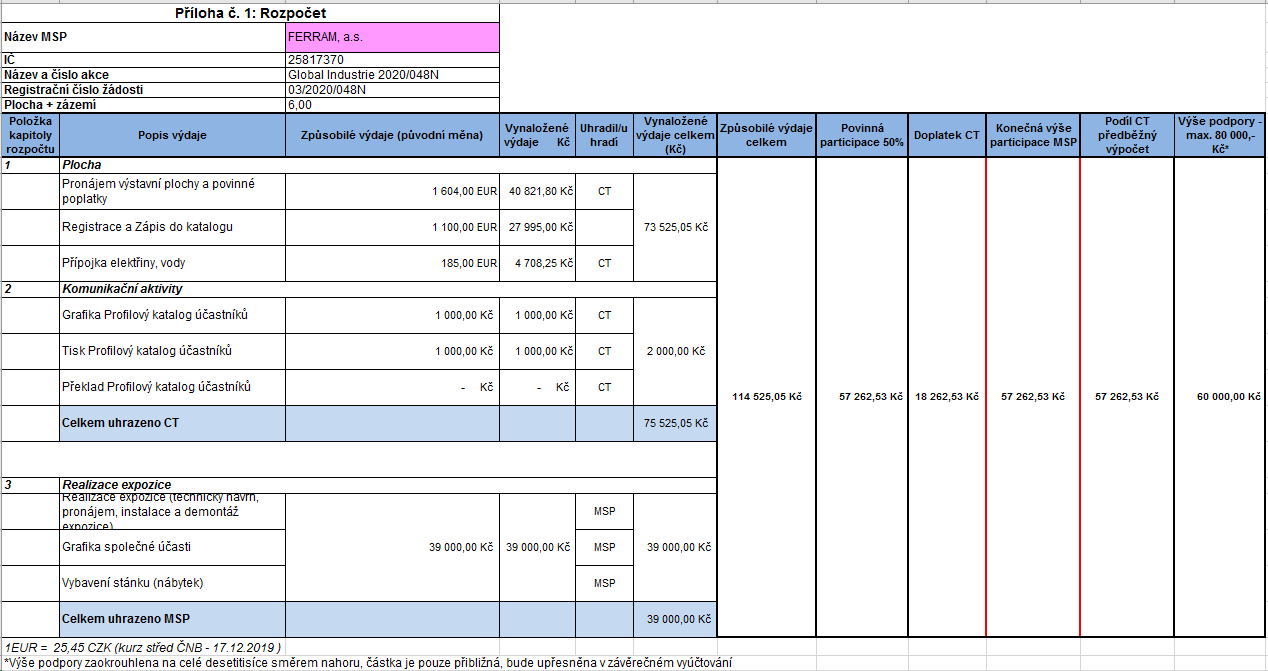 Příloha č. 1: Rozpočet
Název MSP FERRAM, a.s.
IČ 25817370
Název a číslo akce Global Industrie 2020/048N
Registrační číslo žádosti 03/2020/048N
Plocha + zázemí 6,00
Položka kapitoly rozpočtu Popis výdaje Způsobilé výdaje (původní měna) Vynaložené výdaje Kč Uhradil/u hradí Vynaložené výdaje celkem (Kč) Způsobilé výdaje celkem Povinná participace 50% Doplatek CT Konečná výše participace MSP Podíl CT předběžný výpočet Výše podpory - max. 80 000,- Kč*
1 Plocha
Pronájem výstavní plochy a povinné poplatky 1 604,00 EUR 40 821,80 Kč CT
Registrace a Zápis do katalogu 1 100,00 EUR 27 995,00 Kč 73 525,05 Kč
Přípojka elektřiny, vody 185,00 EUR 4 708,25 Kč CT
2 Komunikační aktivity
Grafika Profilový katalog účastníků 1 000,00 Kč 1 000,00 Kč CT
Tisk Profilový katalog účastníků 1 000,00 Kč 1 000,00 Kč CT 2 000,00 Kč
Překlad Profilový katalog účastníků - Kč - Kč CT
114 525,05 Kč 57 262,53 Kč 18 262,53 Kč 57 262,53 Kč 57 262,53 Kč 60 000,00 Kč
Celkem uhrazeno CT 75 525,05 Kč
3 Realizace expozice
Realizace expozice (technický návrh, pronájem, instalace a demontáž expozice) MSP
Grafika společné účasti 39 000,00 Kč 39 000,00 Kč MSP 39 000,00 Kč
Vybavení stánku (nábytek) MSP
Celkem uhrazeno MSP 39 000,00 Kč
1EUR = 25,45 CZK (kurz střed ČNB - 17.12.2019 )
*Výše podpory zaokrouhlena na celé desetitisíce směrem nahoru, částka je pouze přibližná, bude upřesněna v závěrečném vyúčtování